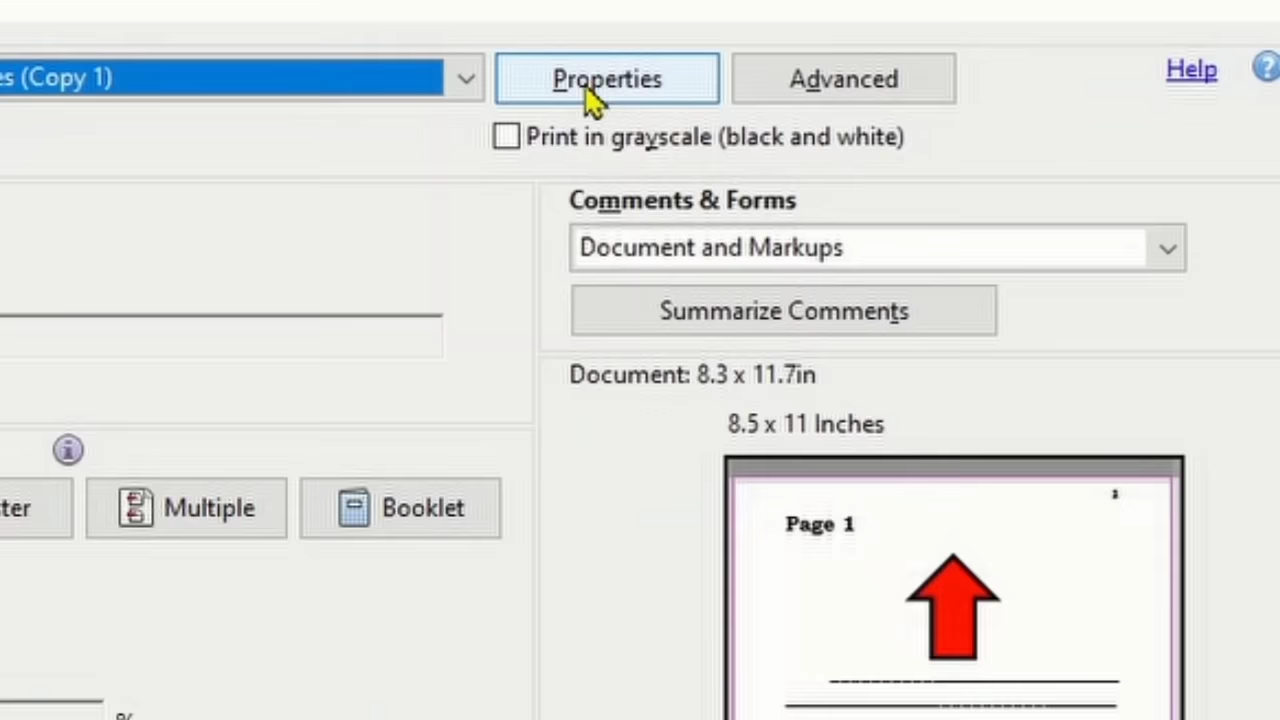 es (Copy 1)
Properties
Advanced
Help
Print in grayscale (black and white)
Comments & Forms
Document and Markups
Summarize Comments
Document: 8.3 x 11.7in
8.5 x 11 Inches
ter
Multiple
Booklet
Page 1
%